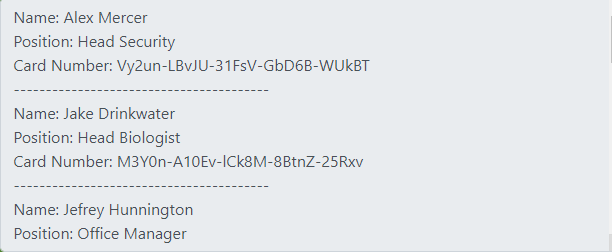 Name: Alex Mercer
Position: Head Security
Card Number: Vy2un-LBvJU-31FsV-GbD6B-WUkBT
----------------------------------------
Name: Jake Drinkwater
Position: Head Biologist
Card Number: M3Y0n-A10Ev-lCk8M-8BtnZ-25Rxv
----------------------------------------
Name: Jefrey Hunnington
Position: Office Manager